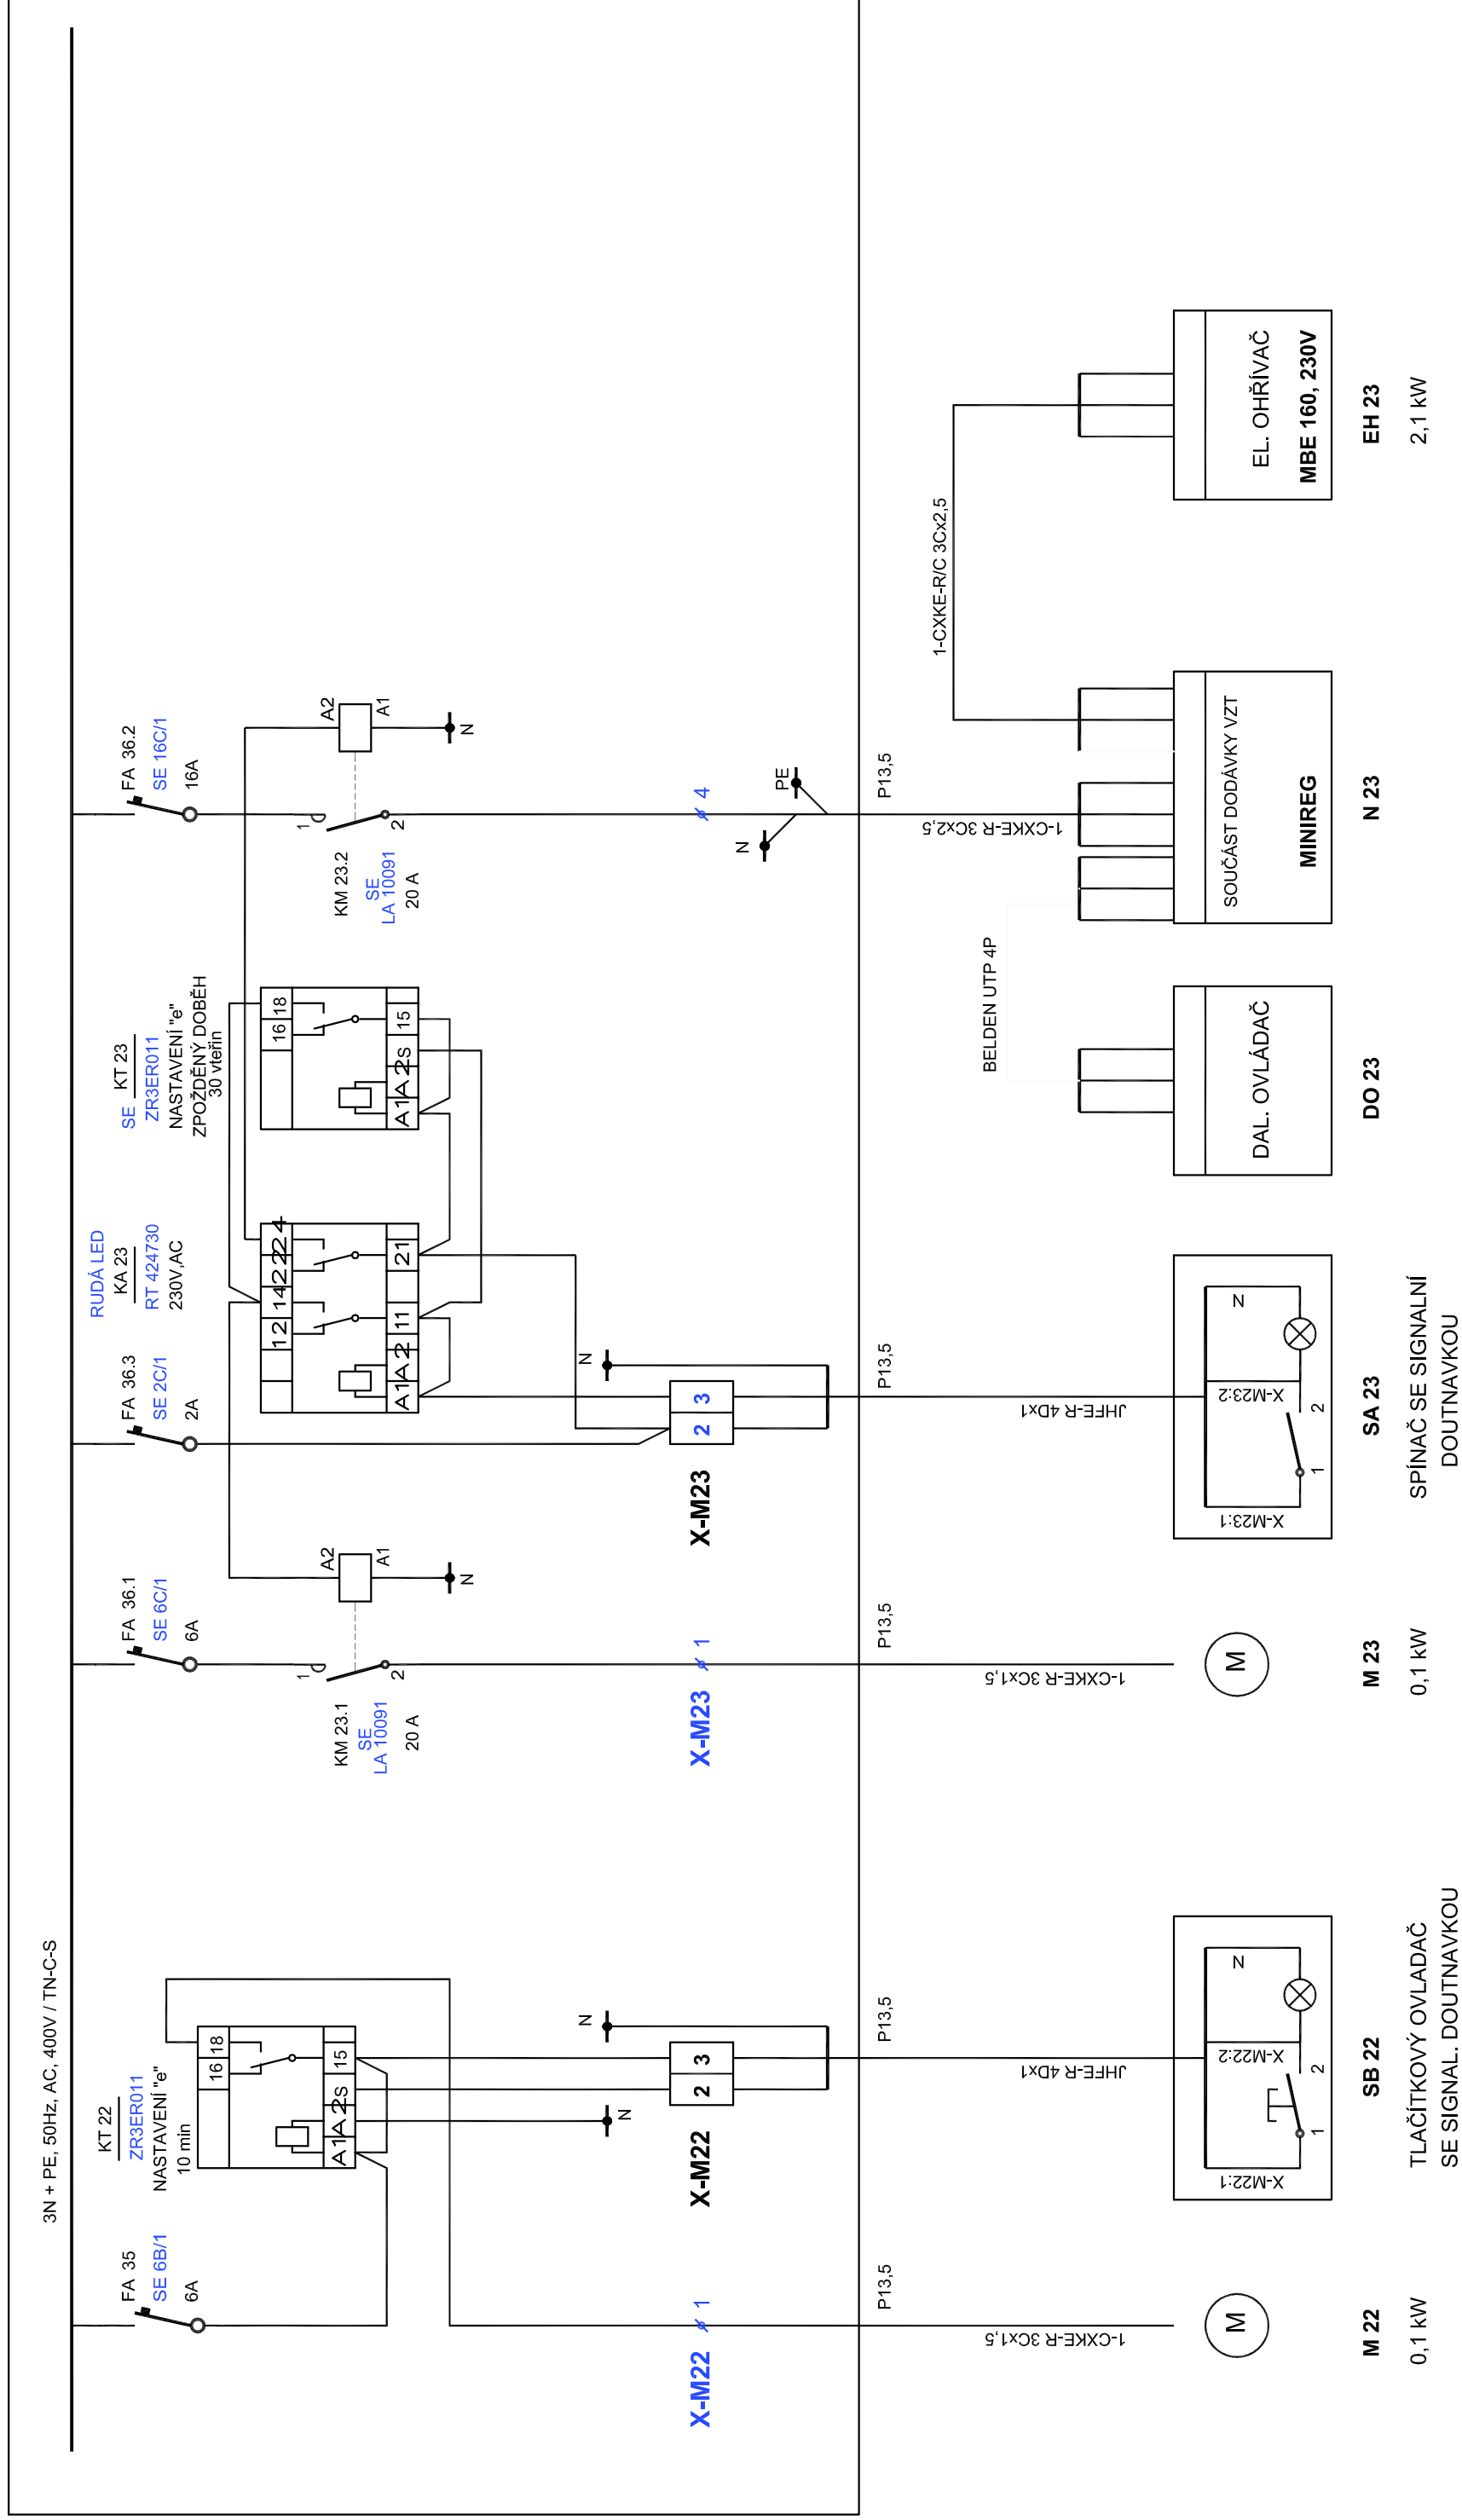 3N + PE, 50Hz, AC, 400V / TN-C-S
FA 35
SE 6B/1
6A
KT 22
ZR3ER011
NASTAVENÍ "e"
10 min
16
18
A1
A2
S
15
N
N
X-M22
1
X-M22
2
3
P13,5
1-CXKE-R 3Cx1,5
P13,5
JHFE-R 4Dx1
M
M 22
0,1 kW
X-M22:1
X-M22:2
N
1
2
SB 22
TLAČÍTKOVÝ OVLADAČ
SE SIGNAL. DOUTNAVKOU
FA 36.1
SE 6C/1
6A
KM 23.1
SE
LA 10091
20 A
1
2
A2
A1
N
X-M23
1
P13,5
1-CXKE-R 3Cx1,5
M
M 23
0,1 kW
FA 36.3
SE 2C/1
2A
RUDÁ LED
KA 23
RT 424730
230V,AC
12
14
22
24
A1
A2
11
21
N
X-M23
2
3
P13,5
JHFE-R 4Dx1
X-M23:1
X-M23:2
N
1
2
SA 23
SPÍNAČ SE SIGNALNÍ
DOUTNAVKOU
SE
KT 23
ZR3ER011
NASTAVENÍ "e"
ZPOŽDĚNÝ DOBĚH
30 vteřin
16
18
A1
A2
S
15
DAL. OVLÁDAČ
DO 23
BELDEN UTP 4P
FA 36.2
SE 16C/1
16A
KM 23.2
SE
LA 10091
20 A
1
2
A2
A1
N
4
N
PE
P13,5
1-CXKE-R 3Cx2,5
SOUČÁST DODÁVKY VZT
MINIREG
N 23
1-CXKE-R/C 3Cx2,5
EL. OHŘÍVAČ
MBE 160, 230V
EH 23
2,1 kW